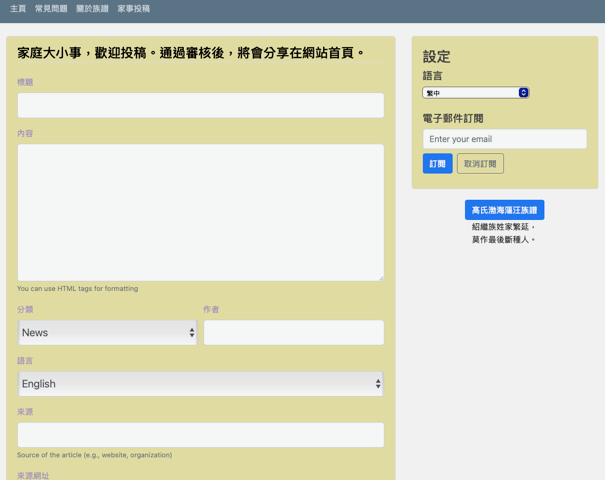 主頁 常見問題 關於族譜 家事投稿
家庭大小事,歡迎投稿。通過審核後,將會分享在網站首頁。
標題
內容
You can use HTML tags for formatting
分類 作者
News
語言
English
來源
Source of the article (e.g., website, organization)
來源網址
設定
語言
繁中
電子郵件訂閱
Enter your email
訂閱 取消訂閱
高氏渤海蓬汪族譜
紹繼族姓家繁延,
莫作最後斷種人。